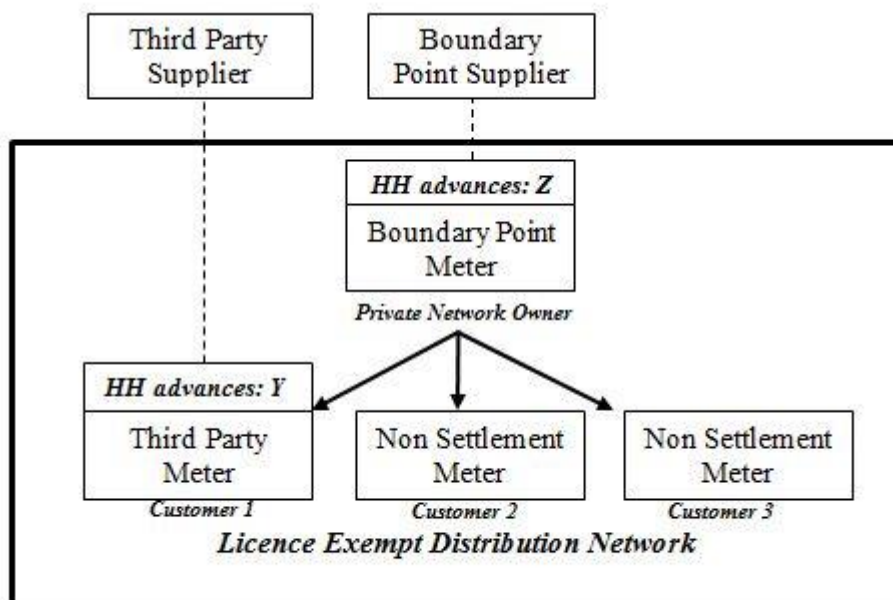 Third Party
Supplier
Boundary
Point Supplier
HH advances: Z
Boundary Point
Meter
Private Network Owner
HH advances: Y
Third Party
Meter
Customer 1
Non Settlement
Meter
Customer 2
Non Settlement
Meter
Customer 3
Licence Exempt Distribution Network